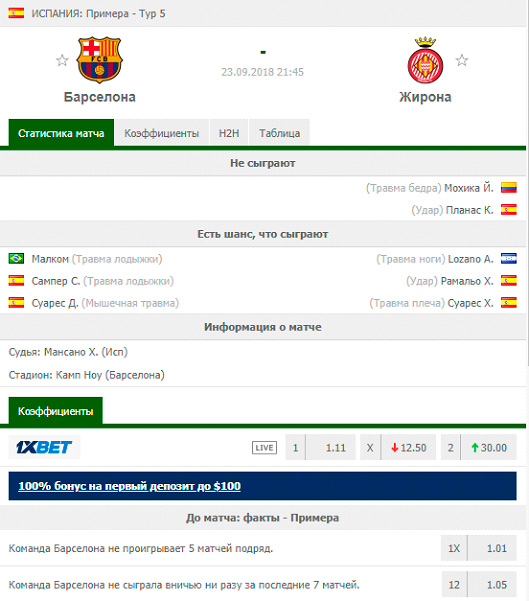 ИСПАНИЯ: Примера - Тур 5
FCB
-
23.09.2018 21:45
Барселона
Жирона
Статистика матча Коэффициенты H2H Таблица
Не сыграют
(Травма бедра) Мохика Й.
(Удар) Планас К.
Есть шанс, что сыграют
Малком (Травма лодыжки) (Травма ноги) Lozano A.
Сампер С. (Травма лодыжки) (Удар) Рамальо Х.
Суарес Д. (Мышечная травма) (Травма плеча) Суарес Х.
Информация о матче
Судья: Мансано Х. (Исп)
Стадион: Камп Ноу (Барселона)
Коэффициенты
1XBET LIVE 1 1.11 X 12.50 2 30.00
100% бонус на первый депозит до $100
До матча: факты - Примера
Команда Барселона не проигрывает 5 матчей подряд. 1X 1.01
Команда Барселона не сыграла вничью ни разу за последние 7 матчей. 12 1.05